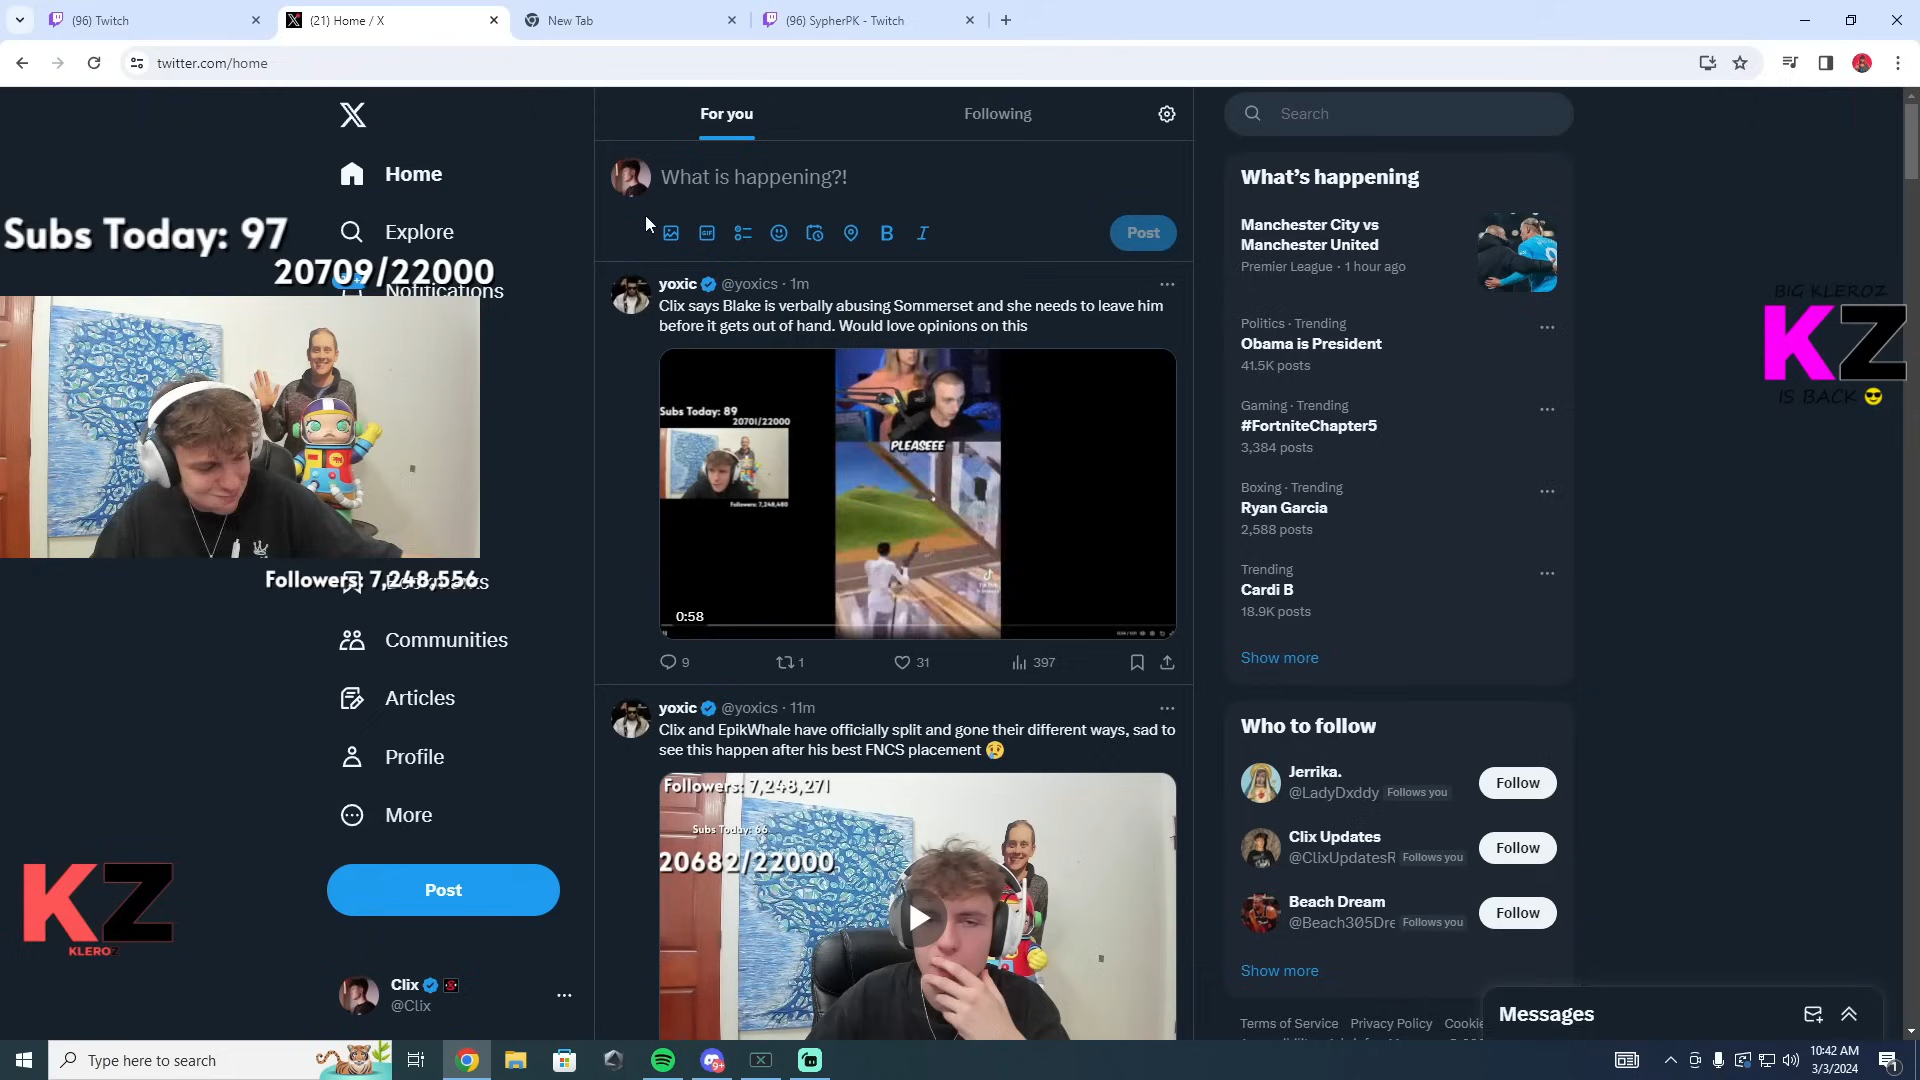 (96) Twitch
(21) Home / X
New Tab
(96) SypherPK - Twitch
twitter.com/home
For you
Following
Search
What is happening?!
Post
Home
Explore
Notifications
Bookmarks
Communities
Articles
Profile
More
Post
Clix
@Clix
Subs Today: 97
20709/22000
Followers: 7,248,556
KZ
KLEROZ
yoxic @yoxics · 1m
Clix says Blake is verbally abusing Sommerset and she needs to leave him
before it gets out of hand. Would love opinions on this
Subs Today: 89
20701/22000
PLEASEEE
Followers: 7,248,480
0:58
9
1
31
397
yoxic @yoxics · 11m
Clix and EpikWhale have officially split and gone their different ways, sad to
see this happen after his best FNCS placement 😢
Followers: 7,248,271
Subs Today: 66
20682/22000
What's happening
Manchester City vs
Manchester United
Premier League · 1 hour ago
Politics · Trending
Obama is President
41.5K posts
Gaming · Trending
#FortniteChapter5
3,384 posts
Boxing · Trending
Ryan Garcia
2,588 posts
Trending
Cardi B
18.9K posts
Show more
Who to follow
Jerrika.
@LadyDxddy Follows you
Follow
Clix Updates
@ClixUpdatesR Follows you
Follow
Beach Dream
@Beach305Dre Follows you
Follow
Show more
Terms of Service Privacy Policy Cookie
Messages
BIG KLEROZ
KZ
IS BACK 😎
Type here to search
9+
10:42 AM
3/3/2024
1